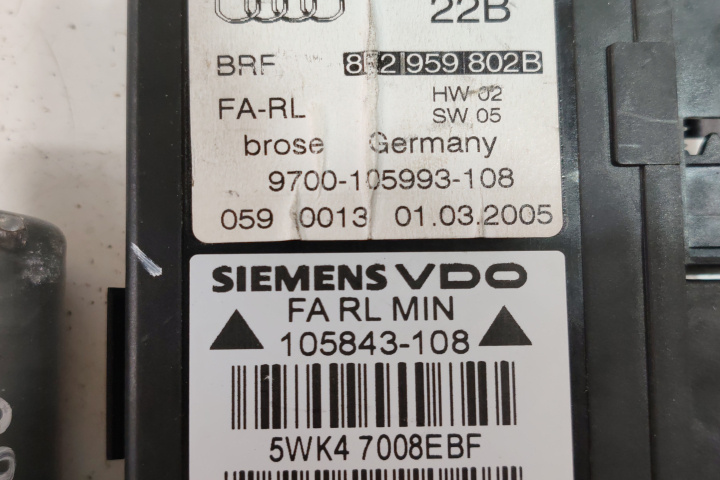 22B
BRF 8E2 959 802B
FA-RL HW 02
SW 05
brose Germany
9700-105993-108
059 0013 01.03.2005
SIEMENS VDO
FA RL MIN
105843-108
5WK4 7008EBF